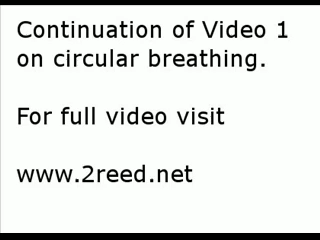 Continuation of Video 1
on circular breathing.
For full video visit
www.2reed.net